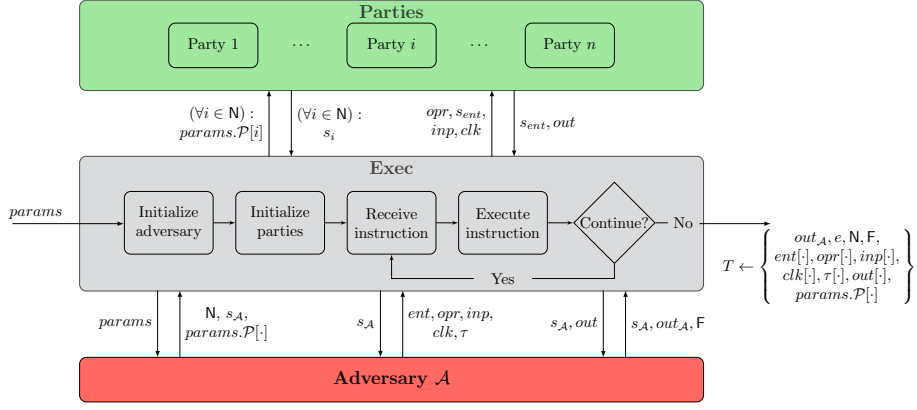 Parties
Party 1 ··· Party i ··· Party n
(∀i ∈ N) :
params.P[i]
(∀i ∈ N) :
s_i
opr, s_ent,
inp, clk
s_ent, out
Exec
params
Initialize
adversary
Initialize
parties
Receive
instruction
Execute
instruction
Continue?
No
Yes
T ← { out_𝒜, e, N, F,
ent[·], opr[·], inp[·],
clk[·], τ[·], out[·],
params.𝒫[·] }
params
N, s_𝒜,
params.𝒫[·]
s_𝒜
ent, opr, inp,
clk, τ
s_𝒜, out
s_𝒜, out_𝒜, F
Adversary 𝒜